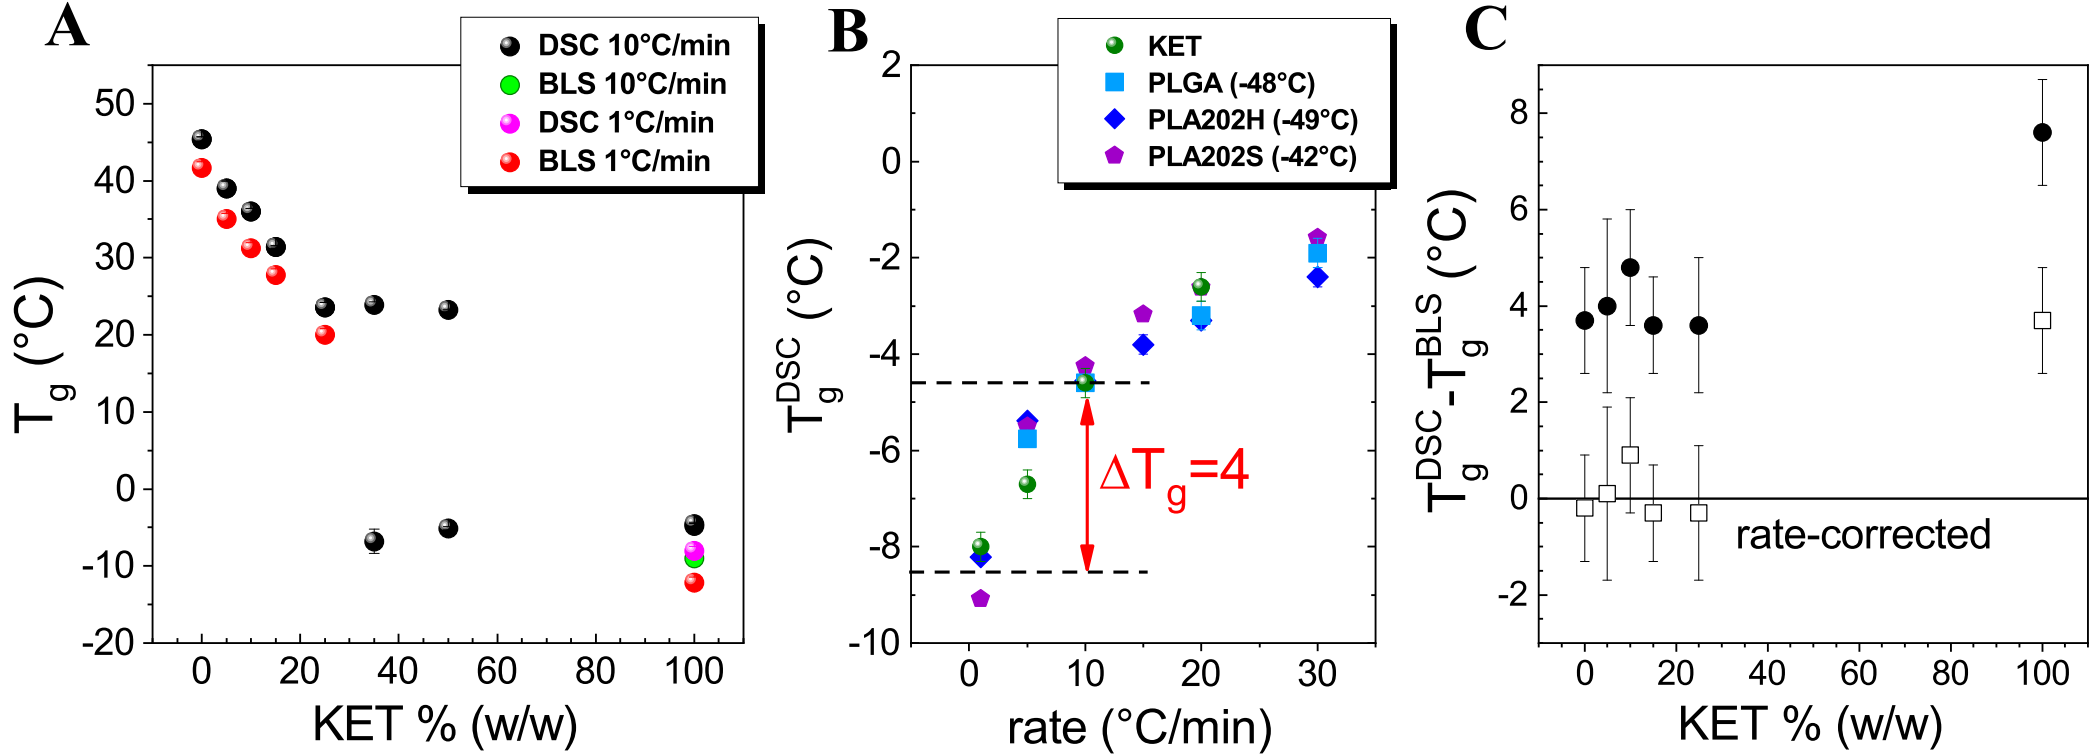 A
DSC 10°C/min
BLS 10°C/min
DSC 1°C/min
BLS 1°C/min
50
40
30
20
10
0
-10
-20
0
20
40
60
80
100
Tg (°C)
KET % (w/w)
B
KET
PLGA (-48°C)
PLA202H (-49°C)
PLA202S (-42°C)
2
0
-2
-4
-6
-8
-10
0
10
20
30
TgDSC (°C)
ΔTg=4
rate (°C/min)
C
8
6
4
2
0
-2
0
20
40
60
80
100
TgDSC-TgBLS (°C)
rate-corrected
KET % (w/w)